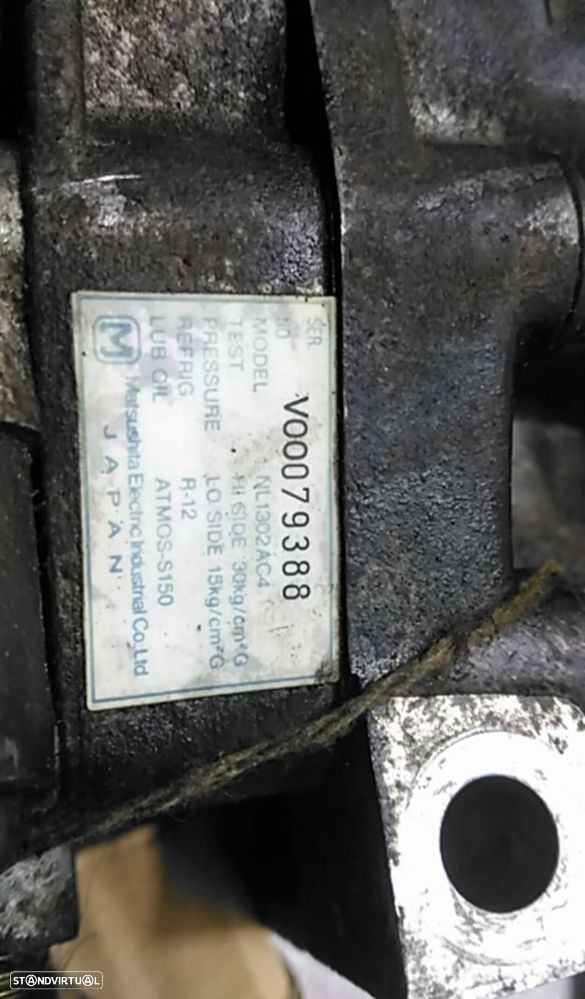 SER NO V00079388
MODEL NL1302AC4
TEST HI SIDE 30kg/cm²G
PRESSURE LO SIDE 15kg/cm²G
REFRIG R-12
LUB OIL ATMOS-S150
M Matsushita Electric Industrial Co., Ltd
JAPAN
STANDVIRTUAL